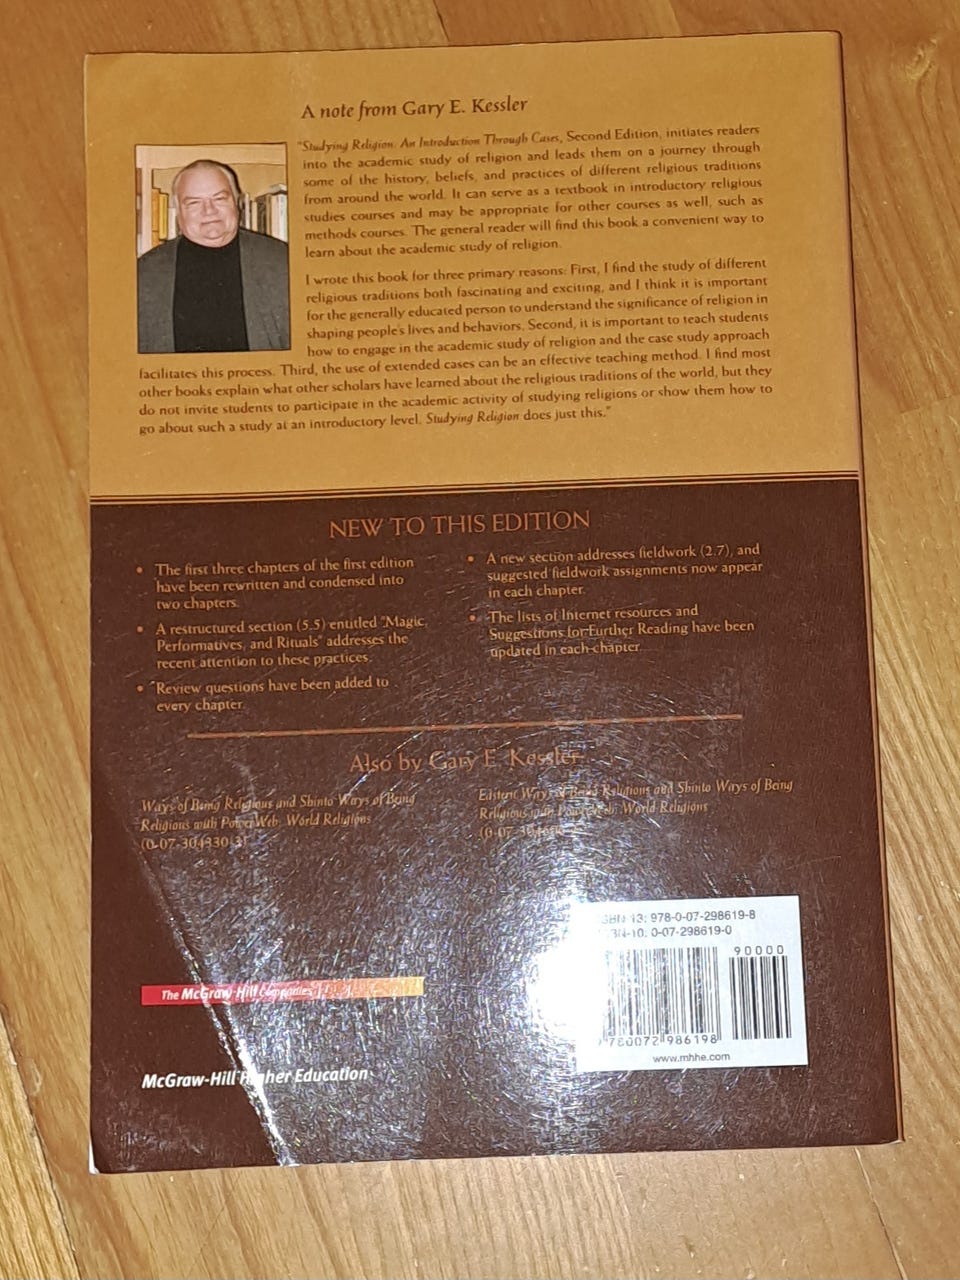 A note from Gary E. Kessler
"Studying Religion: An Introduction Through Cases, Second Edition, initiates readers
into the academic study of religion and leads them on a journey through
some of the history, beliefs, and practices of different religious traditions
from around the world. It can serve as a textbook in introductory religious
studies courses and may be appropriate for other courses as well, such as
methods courses. The general reader will find this book a convenient way to
learn about the academic study of religion.
I wrote this book for three primary reasons: First, I find the study of different
religious traditions both fascinating and exciting, and I think it is important
for the generally educated person to understand the significance of religion in
shaping people's lives and behaviors. Second, it is important to teach students
how to engage in the academic study of religion and the case study approach
facilitates this process. Third, the use of extended cases can be an effective teaching method. I find most
other books explain what other scholars have learned about the religious traditions of the world, but they
do not invite students to participate in the academic activity of studying religions or show them how to
go about such a study at an introductory level. Studying Religion does just this."
NEW TO THIS EDITION
• The first three chapters of the first edition
have been rewritten and condensed into
two chapters.
• A restructured section (5.5) entitled "Magic,
Performatives, and Rituals" addresses the
recent attention to these practices.
• Review questions have been added to
every chapter.
• A new section addresses fieldwork (2.7), and
suggested fieldwork assignments now appear
in each chapter.
• The lists of Internet resources and
Suggestions for Further Reading have been
updated in each chapter.
Also by Gary E. Kessler
Ways of Being Religious and Shinto Ways of Being
Religious with PowerWeb: World Religions
(0-07-304330-3)
Eastern Ways of Being Religious and Shinto Ways of Being
Religious with PowerWeb: World Religions
(0-07-
ISBN-13: 978-0-07-298619-8
ISBN-10: 0-07-298619-0
90000
9 780072 986198
www.mhhe.com
The McGraw-Hill Companies
McGraw-Hill Higher Education